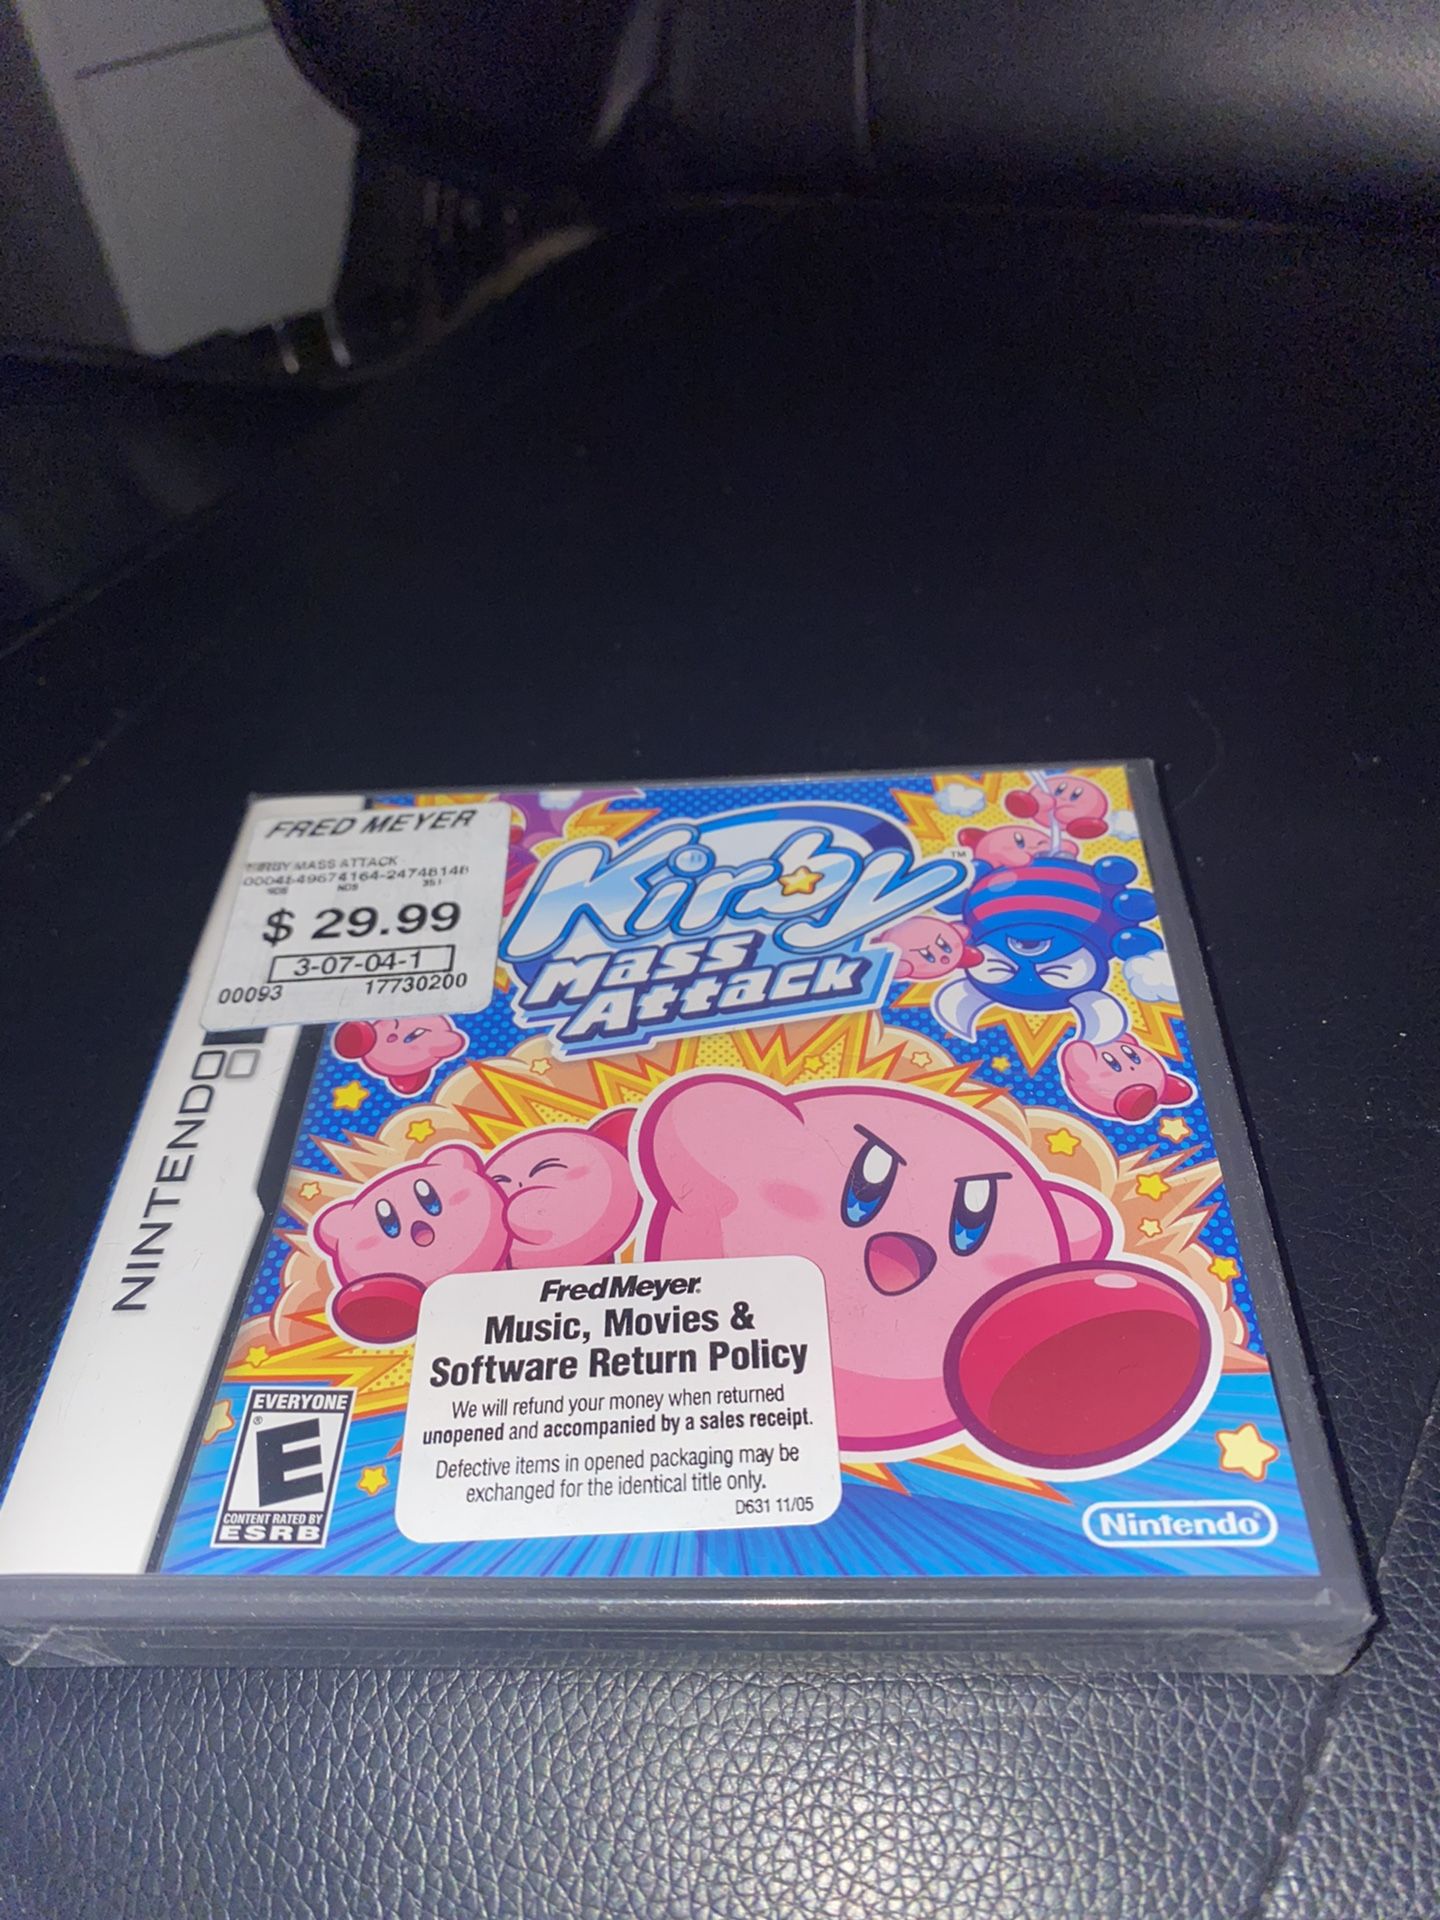 FRED MEYER
KIRBY MASS ATTACK
$ 29.99
3-07-04-1
00093 17730200
Kirby™
Mass
Attack
NINTENDO
FredMeyer.
Music, Movies &
Software Return Policy
We will refund your money when returned
unopened and accompanied by a sales receipt.
Defective items in opened packaging may be
exchanged for the identical title only.
D631 11/05
EVERYONE
E®
CONTENT RATED BY
ESRB
Nintendo®